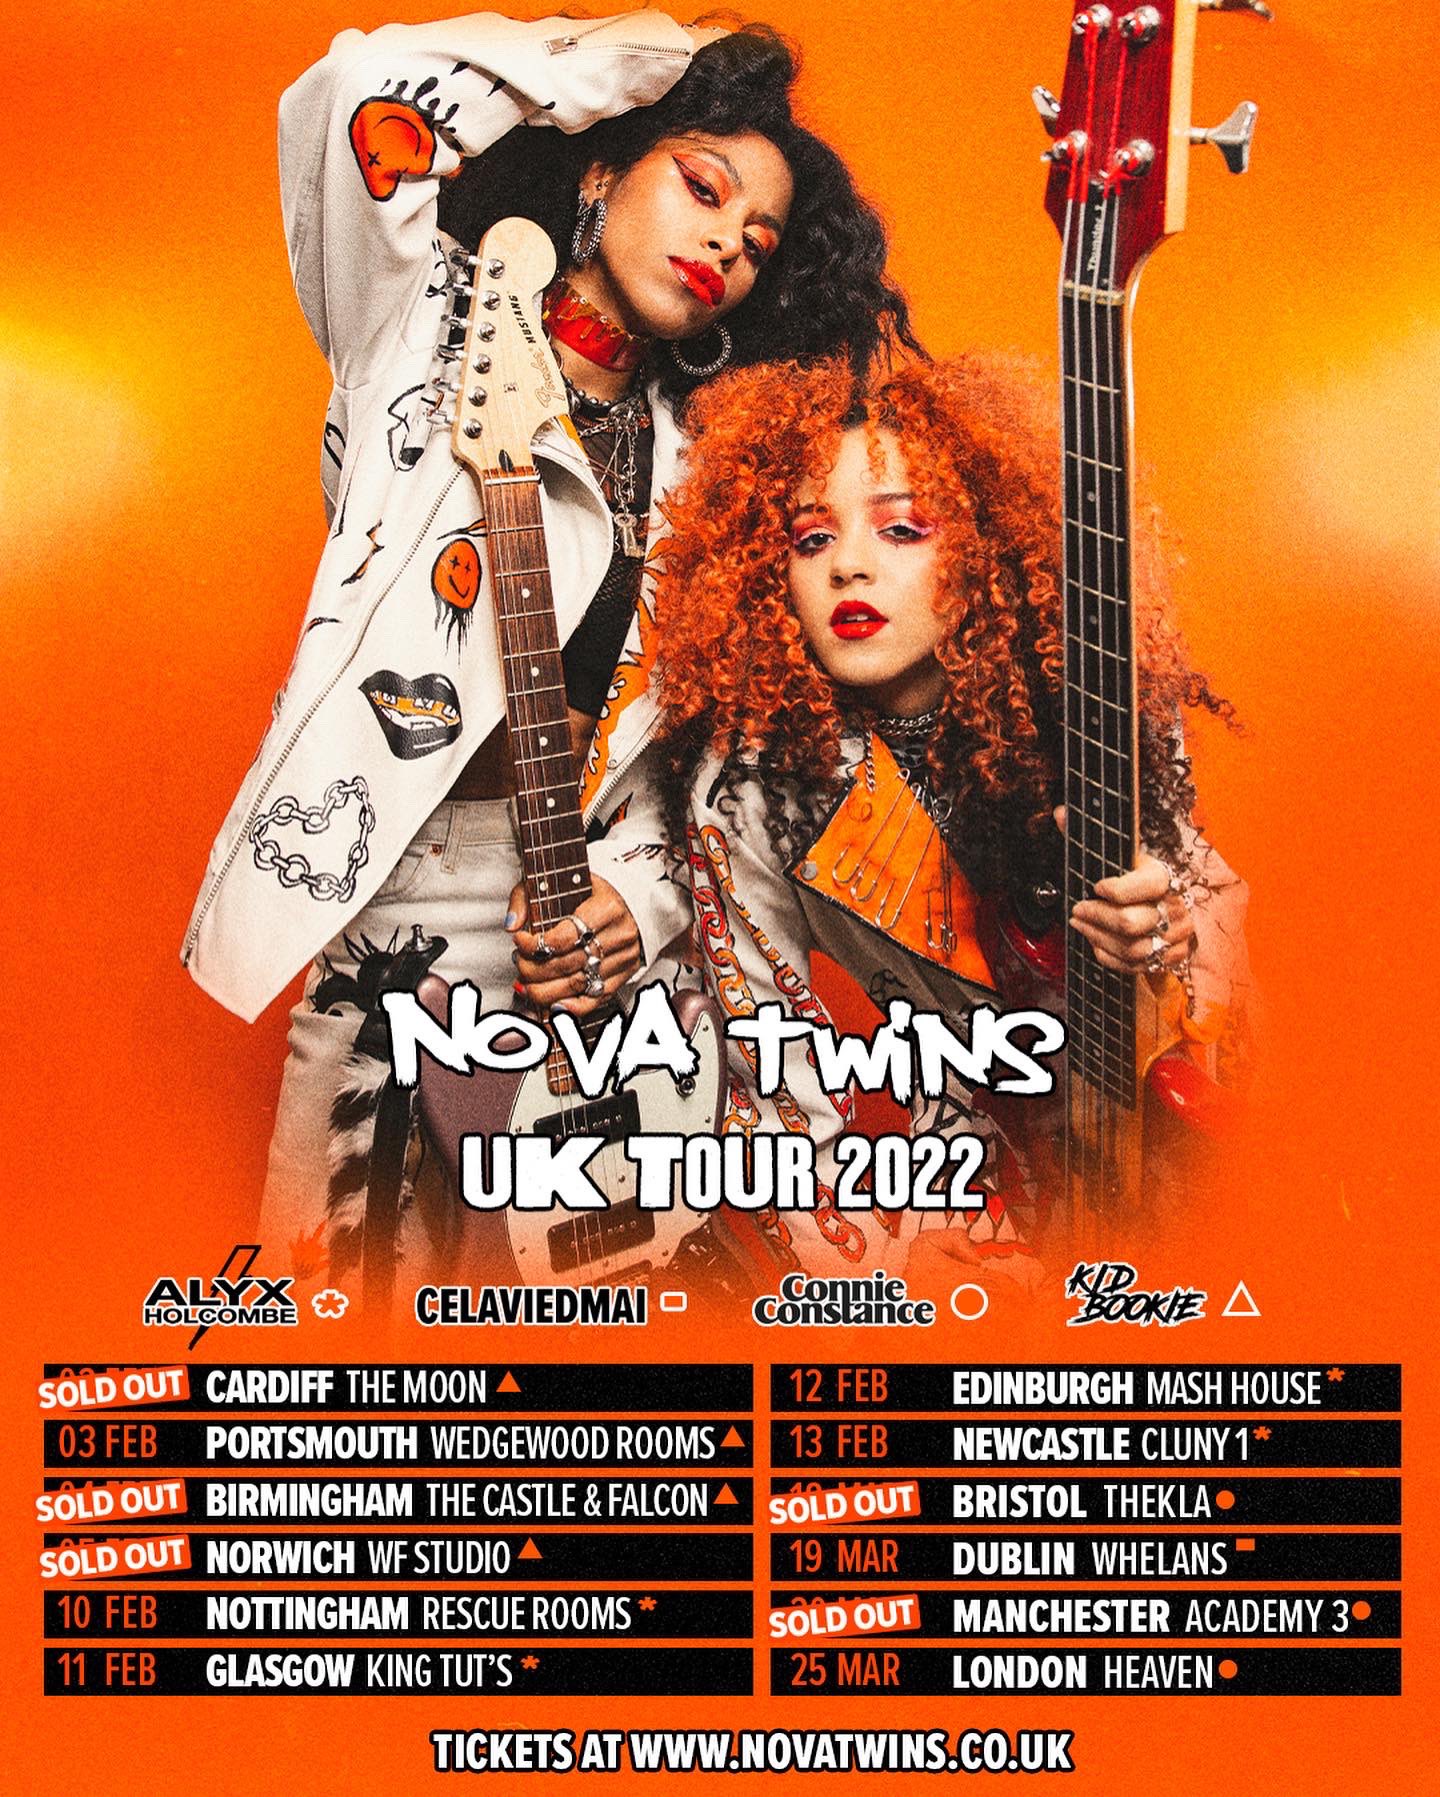 Fender MUSTANG
Thunder 1
NOVA TWINS
UK TOUR 2022
ALYX HOLCOMBE *
CELAVIEDMAI
Connie Constance
KID BOOKIE
SOLD OUT CARDIFF THE MOON
03 FEB PORTSMOUTH WEDGEWOOD ROOMS
SOLD OUT BIRMINGHAM THE CASTLE & FALCON
SOLD OUT NORWICH WF STUDIO
10 FEB NOTTINGHAM RESCUE ROOMS *
11 FEB GLASGOW KING TUT'S *
12 FEB EDINBURGH MASH HOUSE *
13 FEB NEWCASTLE CLUNY 1 *
SOLD OUT BRISTOL THEKLA
19 MAR DUBLIN WHELANS
SOLD OUT MANCHESTER ACADEMY 3
25 MAR LONDON HEAVEN
TICKETS AT WWW.NOVATWINS.CO.UK